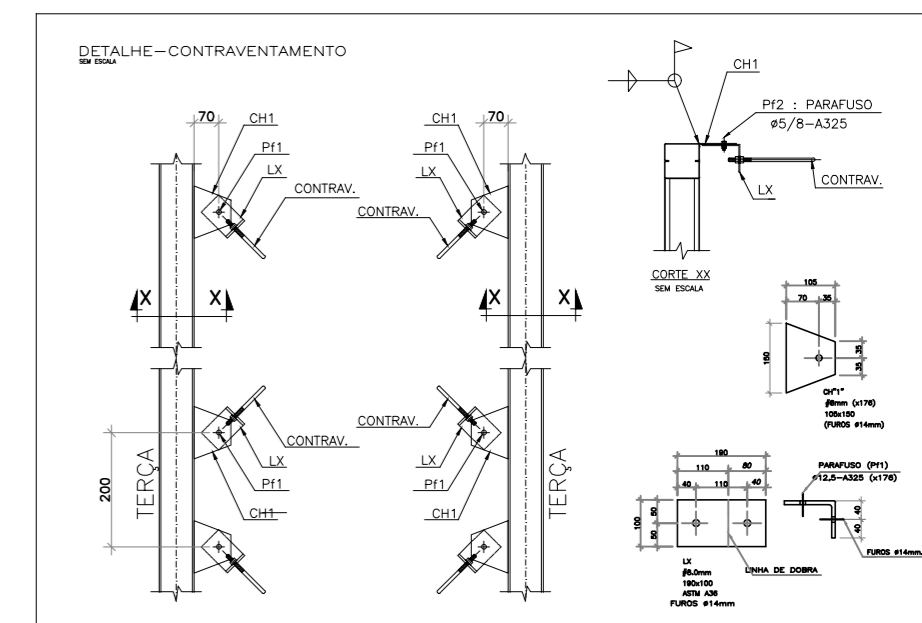 DETALHE-CONTRAVENTAMENTO
SEM ESCALA
70
CH1
Pf1
LX
CONTRAV.
70
CH1
Pf1
LX
CONTRAV.
CH1
Pf2 : PARAFUSO
ø5/8-A325
CONTRAV.
LX
CORTE XX
SEM ESCALA
X X
X X
105
70 35
35
35
CH"1"
#8mm (x176)
105x150
(FUROS ø14mm)
CONTRAV.
LX
Pf1
CH1
200
TERÇA
CONTRAV.
LX
Pf1
CH1
TERÇA
190
110 80
40 110 40
100
50
50
LX
#8.0mm
190x100
ASTM A36
FUROS ø14mm
LINHA DE DOBRA
PARAFUSO (Pf1)
ø12,5-A325 (x176)
40
40
FUROS ø14mm.